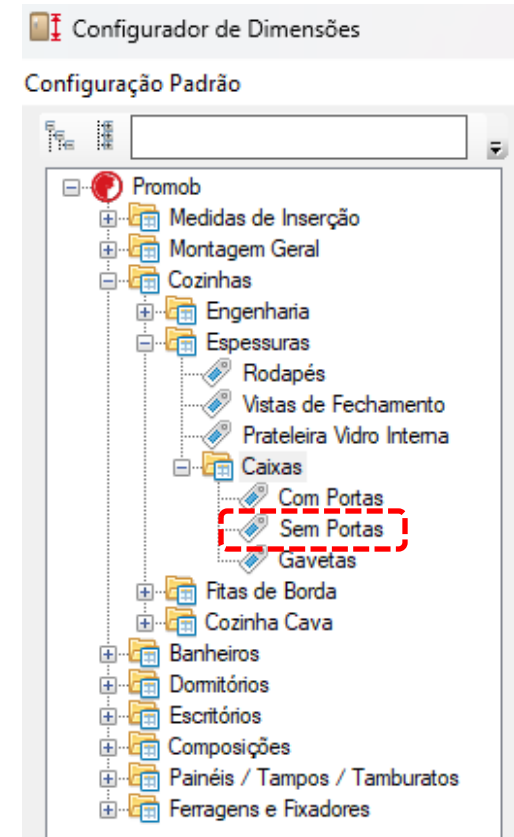 Configurador de Dimensões
Configuração Padrão
Promob
Medidas de Inserção
Montagem Geral
Cozinhas
Engenharia
Espessuras
Rodapés
Vistas de Fechamento
Prateleira Vidro Interna
Caixas
Com Portas
Sem Portas
Gavetas
Fitas de Borda
Cozinha Cava
Banheiros
Dormitórios
Escritórios
Composições
Painéis / Tampos / Tamburatos
Ferragens e Fixadores